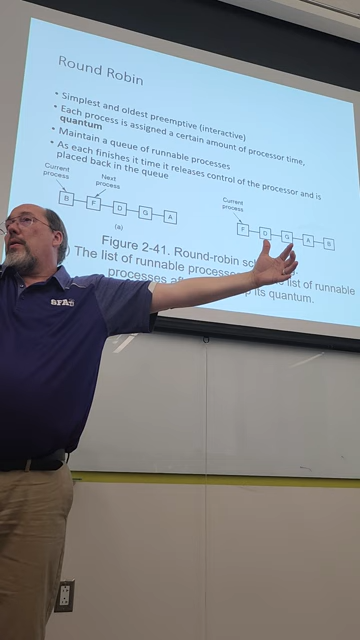 Round Robin
• Simplest and oldest preemptive (interactive)
• Each process is assigned a certain amount of processor time,
quantum
• Maintain a queue of runnable processes
• As each finishes it time it releases control of the processor and is
placed back in the queue
Current
process
Next
process
B F D G A
(a)
Current
process
F D G A B
Figure 2-41. Round-robin
The list of runnable list of runnable
processes its quantum.
SFA